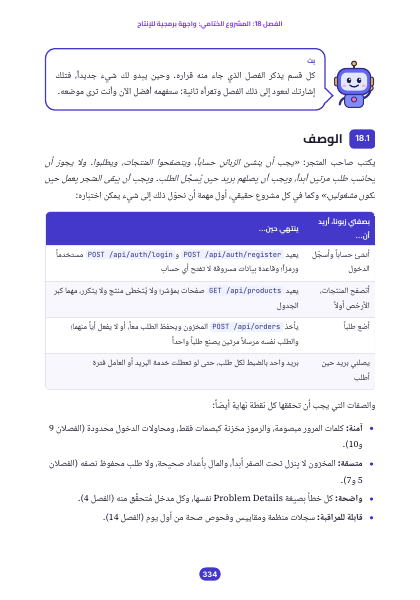 الفصل 18: المشروع الختامي: واجهة برمجية للإنتاج
بت
كل قسم يذكر الفصل الذي جاء منه قراره. وحين يبدو لك شيء جديداً، فتلك
إشارتك لتعود إلى ذلك الفصل وتقرأه ثانية: ستفهمه أفضل الآن وأنت ترى موضعه.
18.1 الوصف
يكتب صاحب المتجر: «يجب أن ينشئ الزبائن حساباً، ويتصفحوا المنتجات، ويطلبوا. ولا يجوز أن
يحاسب طلب مرتين أبداً، ويجب أن يصلهم بريد حين يُسجَّل الطلب. ويجب أن يبقى المتجر يعمل حين
نكون مشغولين.» وكما في كل مشروع حقيقي، أول مهمة أن نحوّل ذلك إلى شيء يمكن اختباره:
بصفتي زبونا، أريد أن... ينتهي حين...
أنشئ حساباً وأسجّل الدخول يعيد POST /api/auth/register و POST /api/auth/login مستخدماً
ورمزاً؛ وقاعدة بيانات مسروقة لا تفتح أي حساب
أتصفح المنتجات، الأرخص أولاً يعيد GET /api/products صفحات بمؤشر؛ ولا يُتخطى منتج ولا يتكرر، مهما كبر
الجدول
أضع طلباً يأخذ POST /api/orders المخزون ويحفظ الطلب معاً، أو لا يفعل أياً منهما؛
والطلب نفسه مرسلاً مرتين يصنع طلباً واحداً
يصلني بريد حين أطلب بريد واحد بالضبط لكل طلب، حتى لو تعطلت خدمة البريد أو العامل فترة
والصفات التي يجب أن تحققها كل نقطة نهاية أيضاً:
• آمنة: كلمات المرور مبصومة، والرموز مخزنة كبصمات فقط، ومحاولات الدخول محدودة (الفصلان 9
و10).
• متسقة: المخزون لا ينزل تحت الصفر أبداً، والمال بأعداد صحيحة، ولا طلب محفوظ نصفه (الفصلان
5 و7).
• واضحة: كل خطأ بصيغة Problem Details نفسها، وكل مدخل مُتحقَّق منه (الفصل 4).
• قابلة للمراقبة: سجلات منظمة ومقاييس وفحوص صحة من أول يوم (الفصل 14).
334